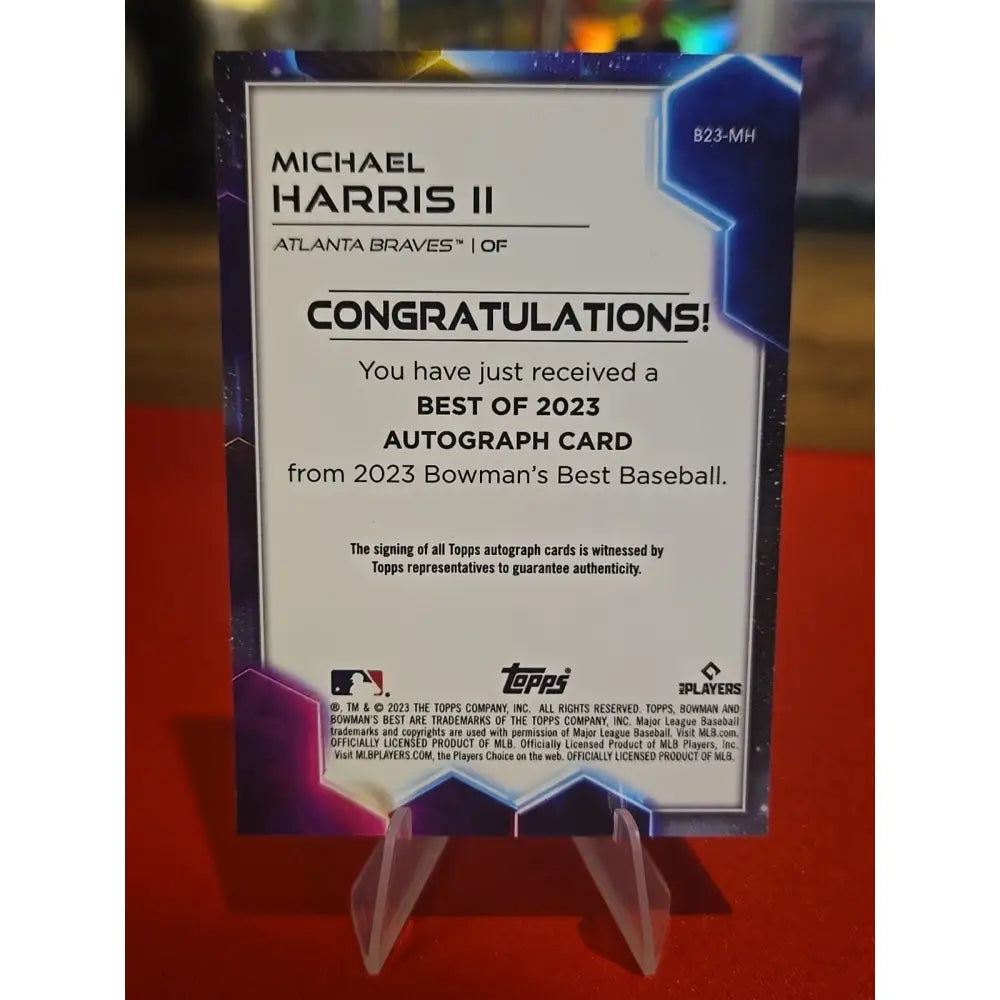 B23-MH
MICHAEL
HARRIS II
ATLANTA BRAVES™ | OF
CONGRATULATIONS!
You have just received a
BEST OF 2023
AUTOGRAPH CARD
from 2023 Bowman's Best Baseball.
The signing of all Topps autograph cards is witnessed by
Topps representatives to guarantee authenticity.
topps®
MLB PLAYERS
®, TM & © 2023 THE TOPPS COMPANY, INC. ALL RIGHTS RESERVED. TOPPS, BOWMAN AND
BOWMAN'S BEST ARE TRADEMARKS OF THE TOPPS COMPANY, INC. Major League Baseball
trademarks and copyrights are used with permission of Major League Baseball. Visit MLB.com.
OFFICIALLY LICENSED PRODUCT OF MLB. Officially Licensed Product of MLB Players, Inc.
Visit MLBPLAYERS.COM, the Players Choice on the web. OFFICIALLY LICENSED PRODUCT OF MLB.